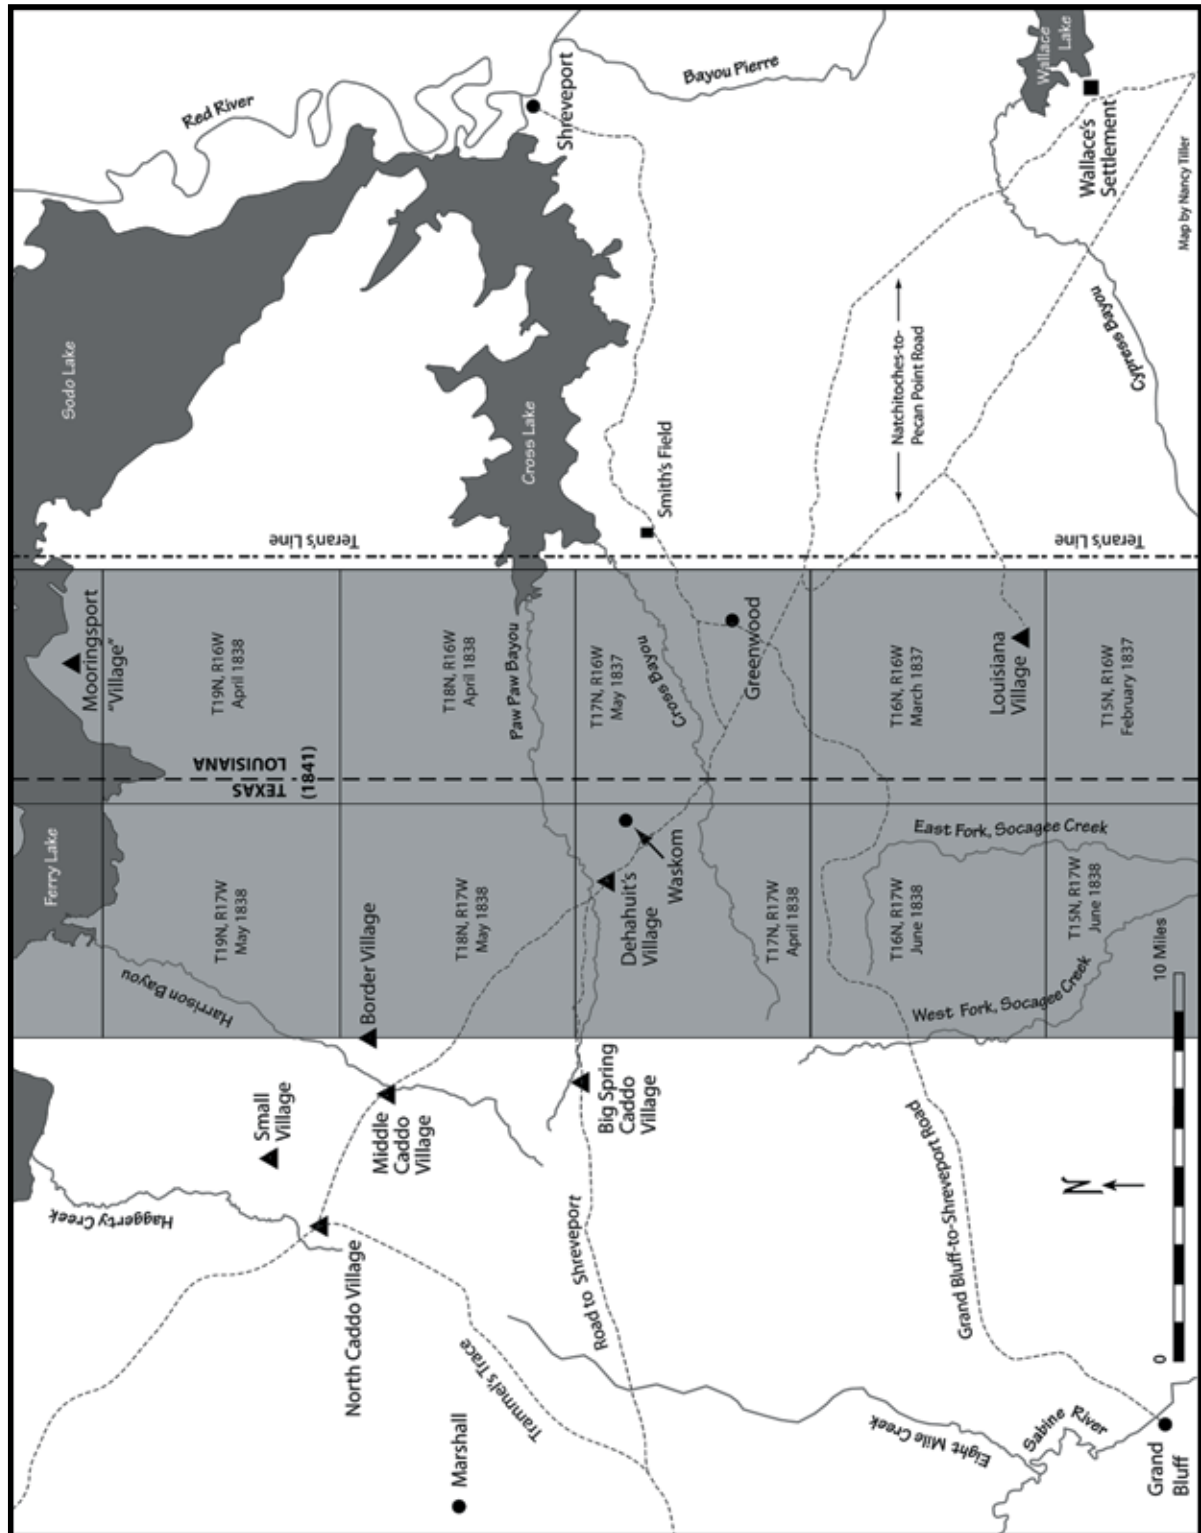 Red River
Shreveport
Bayou Pierre
Wallace
Lake
Wallace's
Settlement
Map by Nancy Tiller
Sodo Lake
Cross Lake
Smith's Field
Natchitoches-to-
Pecan Point Road
Cypress Bayou
Teran's Line
Teran's Line
Mooringsport
"Village"
T19N, R16W
April 1838
T18N, R16W
April 1838
Paw Paw Bayou
T17N, R16W
May 1837
Cross Bayou
Greenwood
T16N, R16W
March 1837
Louisiana
Village
T15N, R16W
February 1837
TEXAS
LOUISIANA
(1841)
Ferry Lake
T19N, R17W
May 1838
T18N, R17W
May 1838
Dehahuit's
Village
Waskom
T17N, R17W
April 1838
East Fork, Socagee Creek
T16N, R17W
June 1838
T15N, R17W
June 1838
West Fork, Socagee Creek
Harrison Bayou
Border Village
Small
Village
Middle
Caddo
Village
Big Spring
Caddo
Village
Haggerty Creek
North Caddo Village
Road to Shreveport
Grand Bluff-to-Shreveport Road
N
0
10 Miles
Trammel's Trace
Marshall
Eight Mile Creek
Sabine River
Grand
Bluff